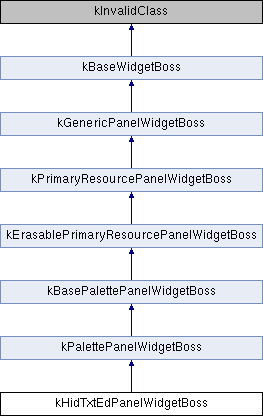 kInvalidClass
kBaseWidgetBoss
kGenericPanelWidgetBoss
kPrimaryResourcePanelWidgetBoss
kErasablePrimaryResourcePanelWidgetBoss
kBasePalettePanelWidgetBoss
kPalettePanelWidgetBoss
kHidTxtEdPanelWidgetBoss